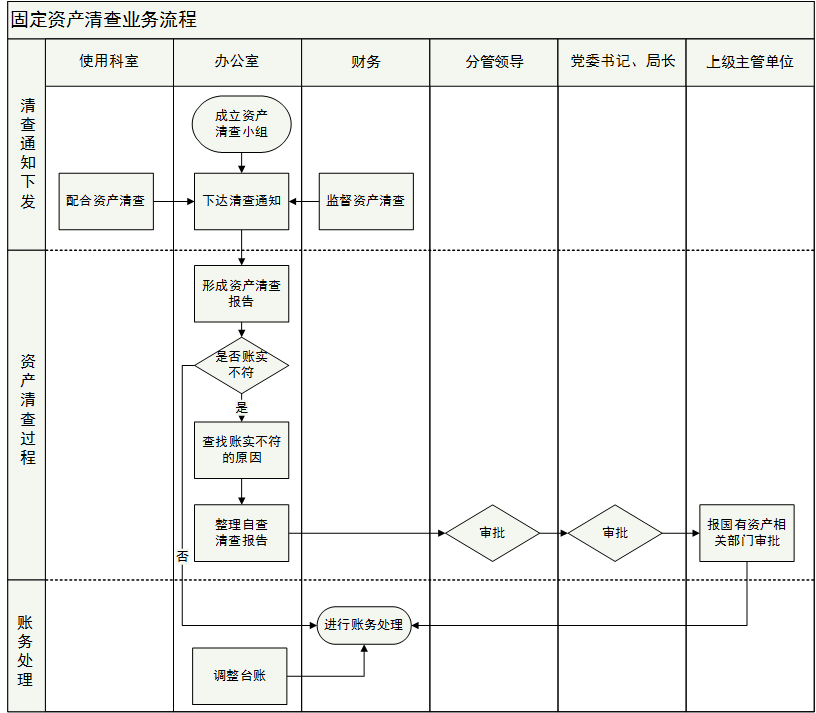 固定资产清查业务流程
使用科室
办公室
财务
分管领导
党委书记、局长
上级主管单位
清查通知下发
成立资产
清查小组
配合资产清查
下达清查通知
监督资产清查
资产清查过程
形成资产清查
报告
是否账实
不符
是
查找账实不符
的原因
整理自查
清查报告
审批
审批
报国有资产相
关部门审批
否
账务处理
进行账务处理
调整台账